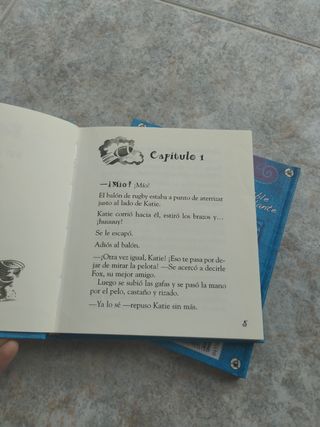 Capítulo 1
—¡Mío! ¡Mío!
El balón de rugby estaba a punto de aterrizar
justo al lado de Katie.
Katie corrió hacia él, estiró los brazos y…
¡huuuuy!
Se le escapó.
Adiós al balón.
—¡Otra vez igual, Katie! ¡Eso te pasa por de-
jar de mirar la pelota! —Se acercó a decirle
Fox, su mejor amigo.
Luego se subió las gafas y se pasó la mano
por el pelo, castaño y rizado.
—Ya lo sé —repuso Katie sin más.
5